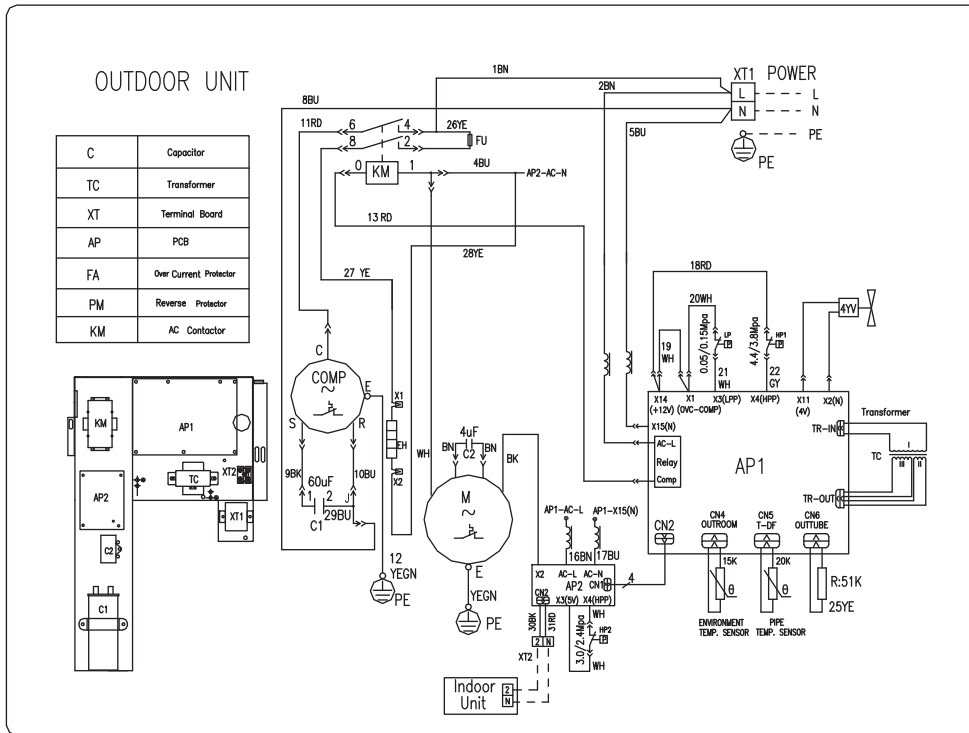 OUTDOOR UNIT
C Capacitor
TC Transformer
XT Terminal Board
AP PCB
FA Over Current Protector
PM Reverse Protector
KM AC Contactor
1BN
XT1 POWER
2BN
L L
8BU
N N
11RD
6 4 26YE
5BU
FU
PE
8 2
PE
4BU
0 KM 1
AP2-AC-N
13 RD
28YE
18RD
27 YE
20WH
4YV
0.05/0.15Mpa
LP
P
4.4/3.8Mpa
HP1
P
19
WH
21
WH
22
GY
C
COMP
~
E
S R
X1
EH
X2
X14
(+12V)
X1
(OVC-COMP)
X3(LPP)
X4(HPP)
X11
(4V)
X2(N)
X15(N)
Transformer
TR-IN
AC-L
Relay
Comp
AP1
TC
I
III II
TR-OUT
9BK
60uF
10BU
1 2 J
C1
29BU
WH
4uF
BN C2 BN
BK
M
~
E
AP1-AC-L
AP1-X15(N)
CN2
CN4
OUTROOM
CN5
T-DF
CN6
OUTTUBE
12
YEGN
PE
YEGN
PE
16BN
17BU
X2 AC-L AC-N
AP2
CN1
CN2
X3(5V) X4(HPP)
4
15K
θ
20K
θ
R:51K
25YE
ENVIRONMENT
TEMP. SENSOR
PIPE
TEMP. SENSOR
30BK
31RD
WH
3.0/2.4Mpa
HP2
P
WH
2 N
XT2
Indoor
Unit
2
N
KM
AP1
TC
XT2
AP2
XT1
C2
C1